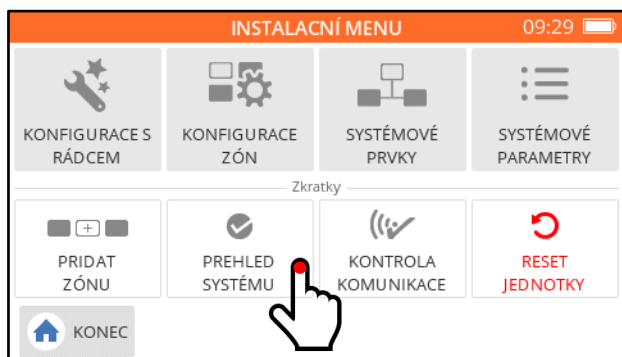 INSTALACNÍ MENU 09:29
KONFIGURACE S
RÁDCEM
KONFIGURACE
ZÓN
SYSTÉMOVÉ
PRVKY
SYSTÉMOVÉ
PARAMETRY
Zkratky
PRIDAT
ZÓNU
PREHLED
SYSTÉMU
KONTROLA
KOMUNIKACE
RESET
JEDNOTKY
KONEC